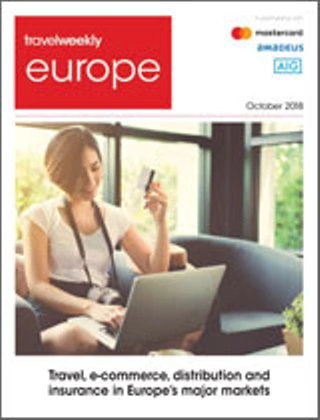 in partnership with
travelweekly
mastercard
europe
amadeus
AIG
October 2018
Travel, e-commerce, distribution and
insurance in Europe's major markets